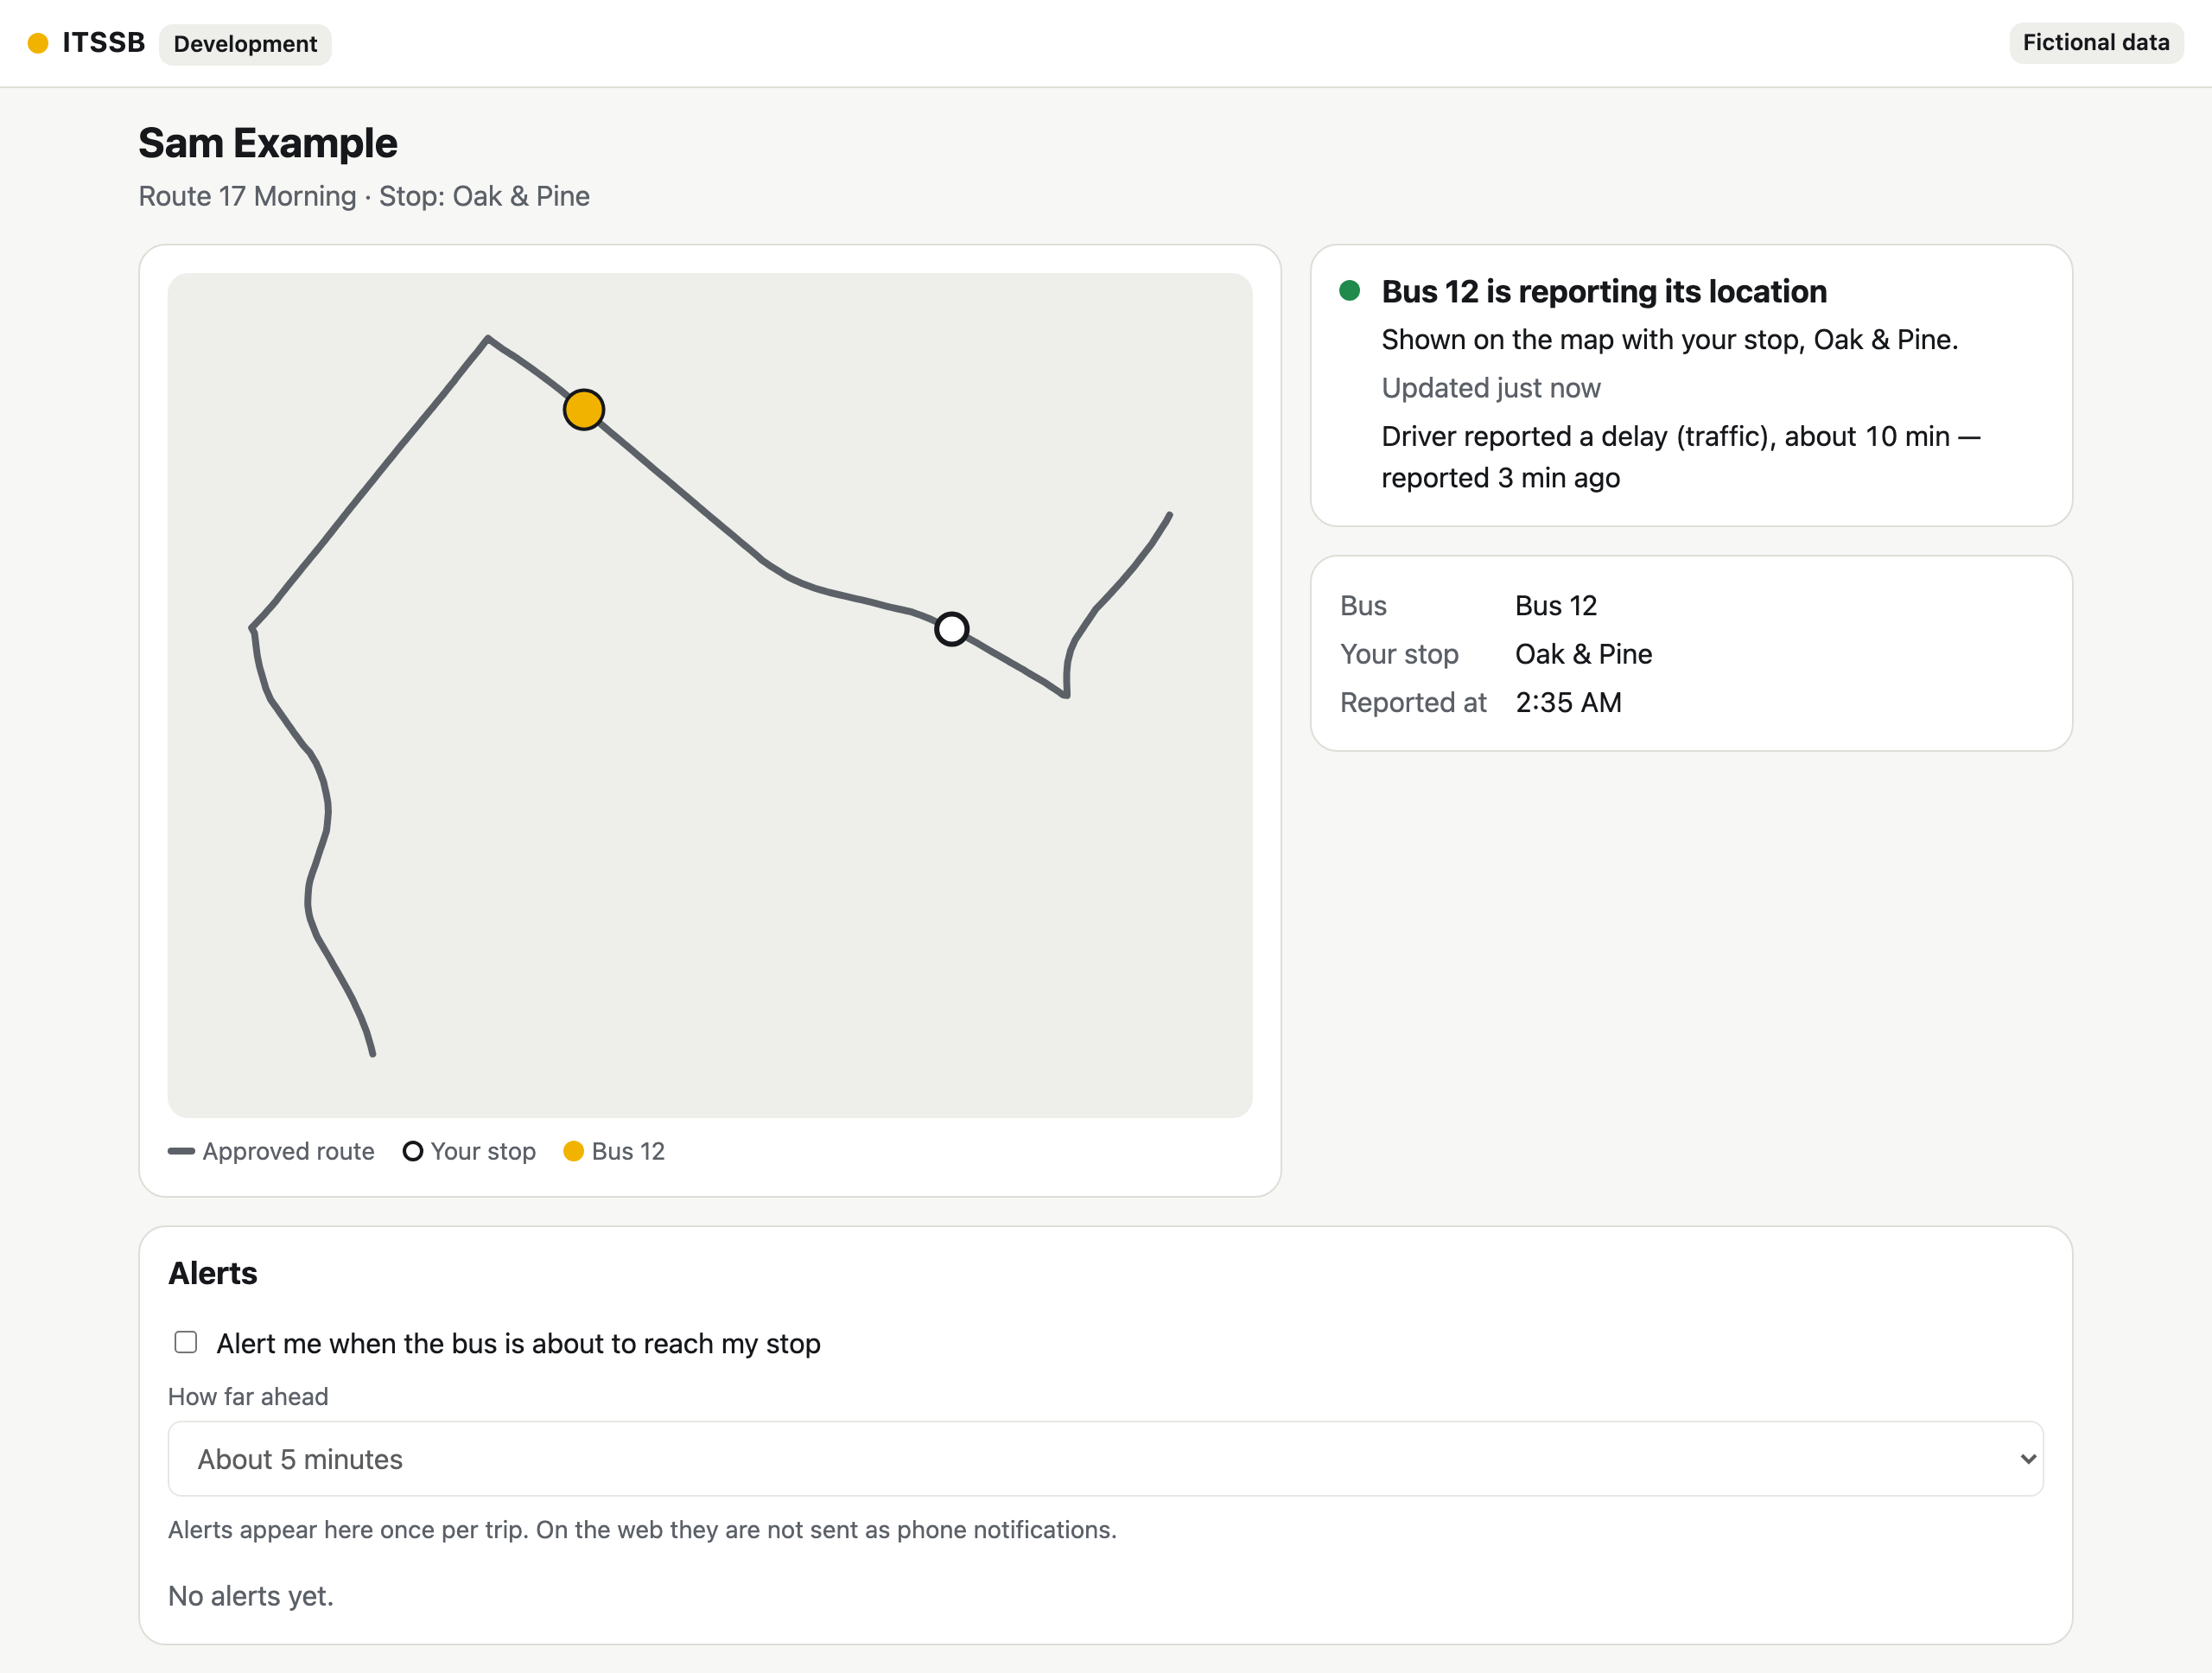 ITSSB Development
Fictional data
Sam Example
Route 17 Morning · Stop: Oak & Pine
Approved route
Your stop
Bus 12
Bus 12 is reporting its location
Shown on the map with your stop, Oak & Pine.
Updated just now
Driver reported a delay (traffic), about 10 min —
reported 3 min ago
Bus Bus 12
Your stop Oak & Pine
Reported at 2:35 AM
Alerts
Alert me when the bus is about to reach my stop
How far ahead
About 5 minutes
Alerts appear here once per trip. On the web they are not sent as phone notifications.
No alerts yet.